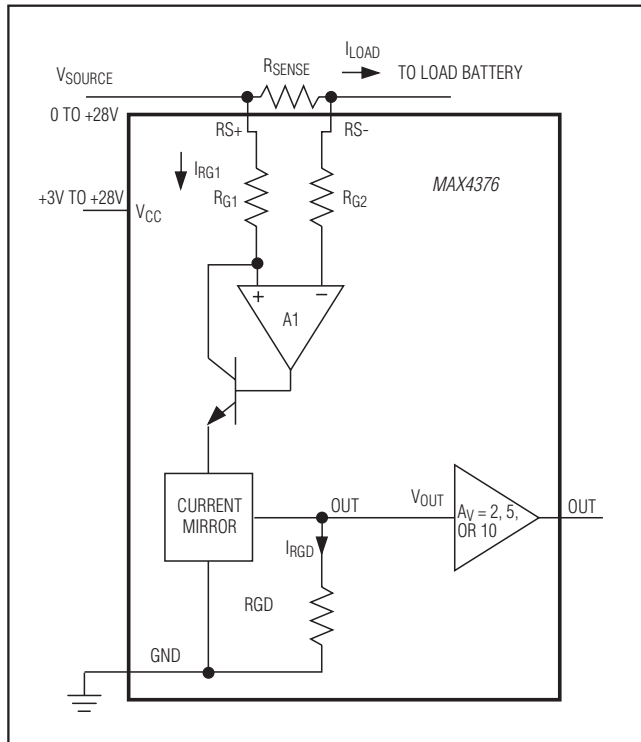 VSOURCE
0 TO +28V
RSENSE
ILOAD
TO LOAD BATTERY
RS+
RS-
IRG1
RG1
RG2
MAX4376
+3V TO +28V
VCC
+
−
A1
CURRENT
MIRROR
OUT
VOUT
AV = 2, 5,
OR 10
OUT
IRGD
RGD
GND